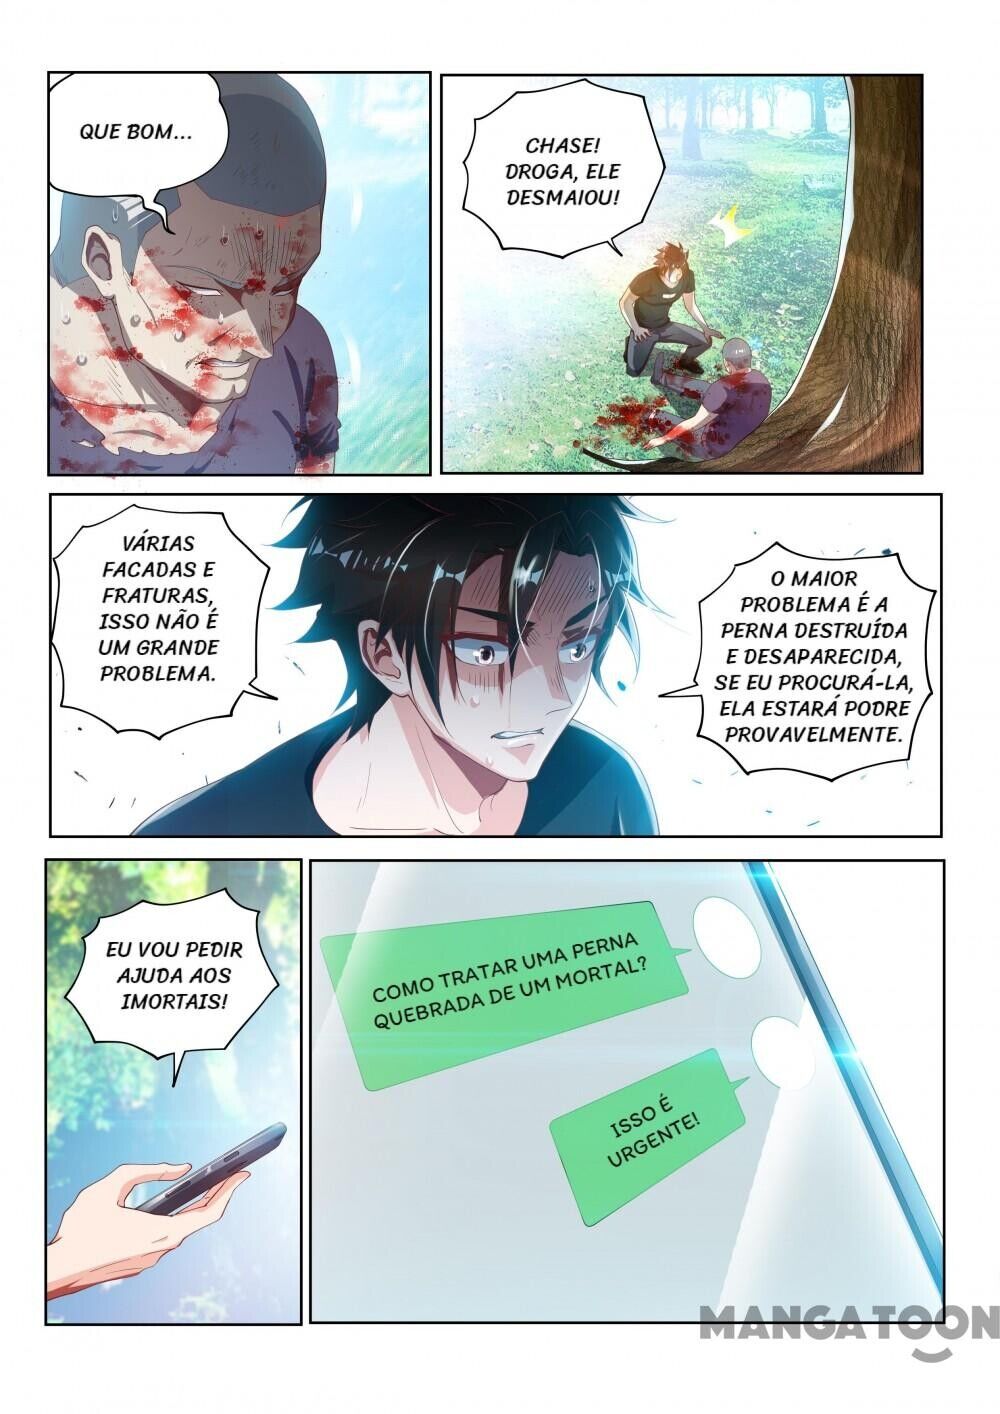 QUE BOM...
CHASE!
DROGA, ELE
DESMAIOU!
VÁRIAS
FACADAS E
FRATURAS,
ISSO NÃO É
UM GRANDE
PROBLEMA.
O MAIOR
PROBLEMA É A
PERNA DESTRUÍDA
E DESAPARECIDA,
SE EU PROCURÁ-LA,
ELA ESTARÁ PODRE
PROVAVELMENTE.
EU VOU PEDIR
AJUDA AOS
IMORTAIS!
COMO TRATAR UMA PERNA
QUEBRADA DE UM MORTAL?
ISSO É
URGENTE!
MANGATOON